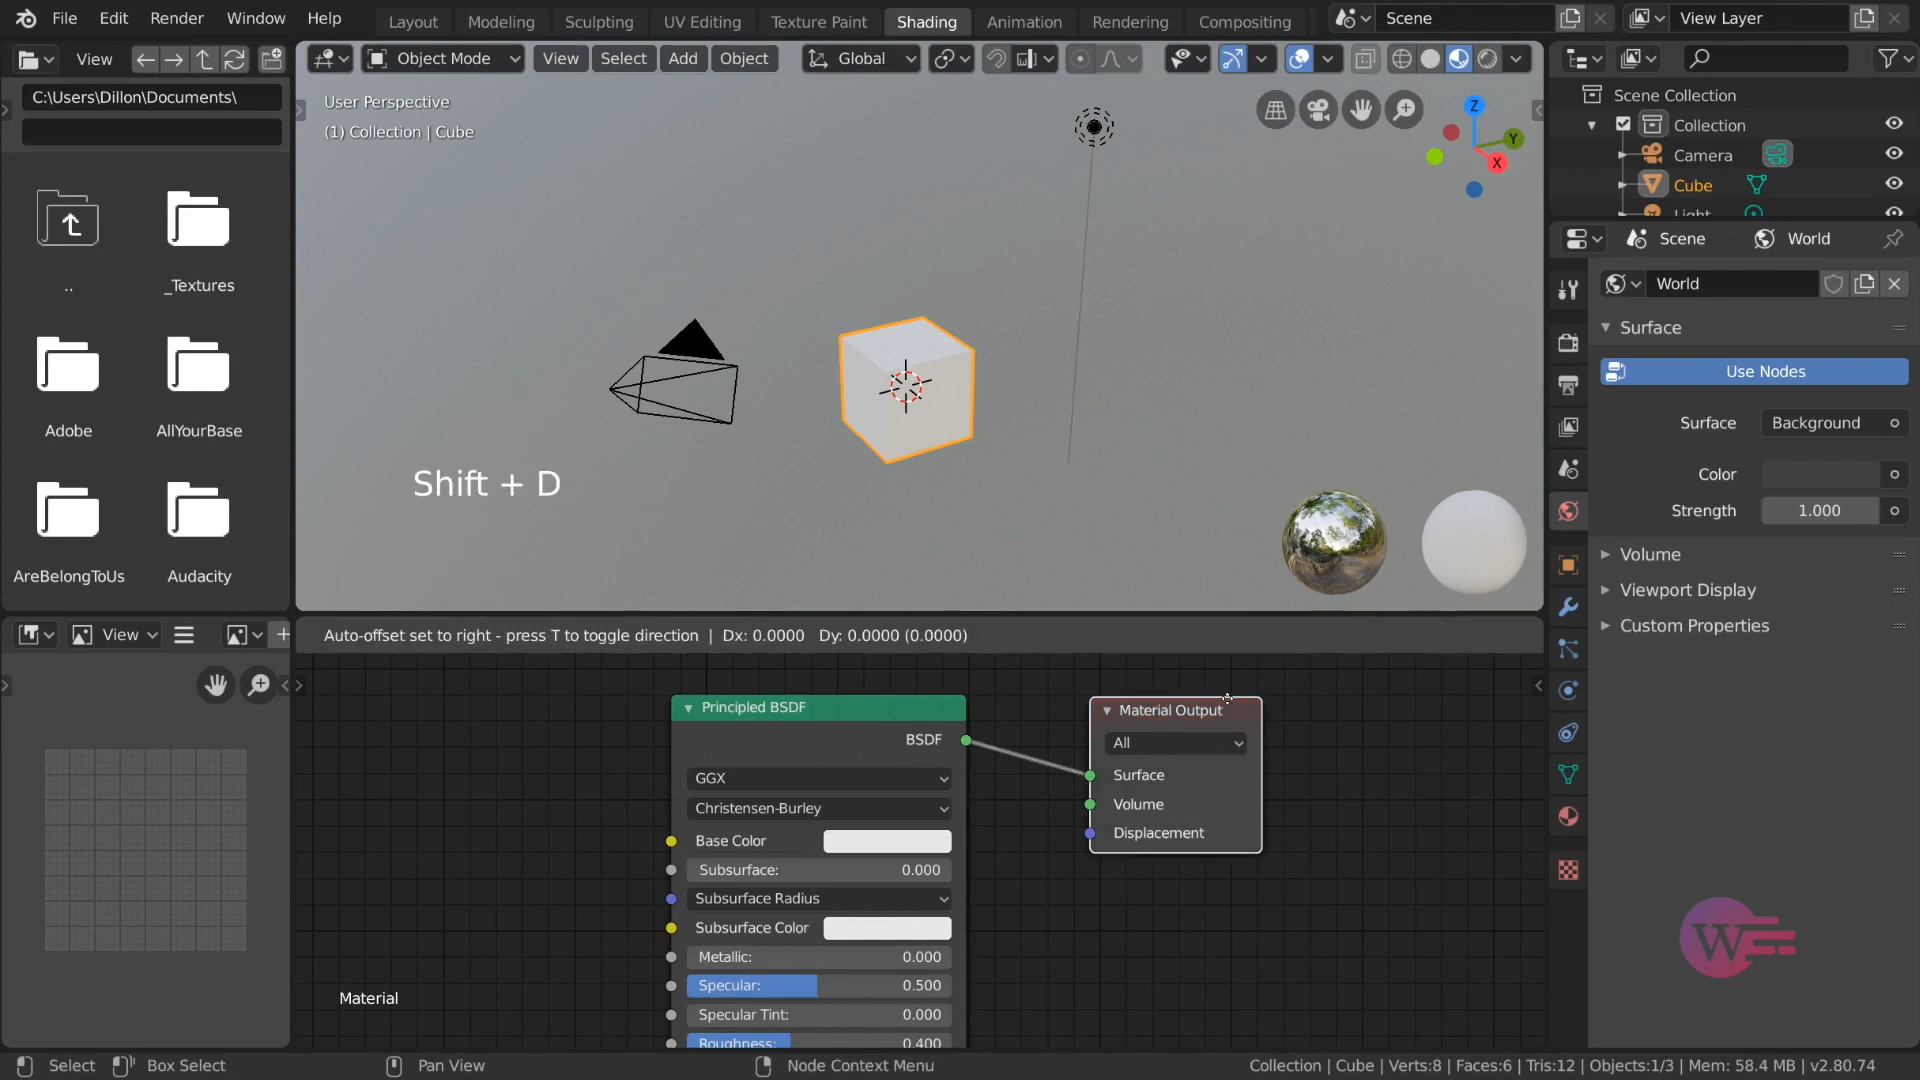 File Edit Render Window Help
Layout Modeling Sculpting UV Editing Texture Paint Shading Animation Rendering Compositing
Scene
View Layer
View
C:\Users\Dillon\Documents\
..
_Textures
Adobe
AllYourBase
AreBelongToUs
Audacity
Object Mode View Select Add Object Global
User Perspective
(1) Collection | Cube
Z
Y
X
Shift + D
Scene Collection
Collection
Camera
Cube
Light
Scene World
World
Surface
Use Nodes
Surface Background
Color
Strength 1.000
Volume
Viewport Display
Custom Properties
View
Auto-offset set to right - press T to toggle direction | Dx: 0.0000 Dy: 0.0000 (0.0000)
Principled BSDF
BSDF
GGX
Christensen-Burley
Base Color
Subsurface: 0.000
Subsurface Radius
Subsurface Color
Metallic: 0.000
Specular: 0.500
Specular Tint: 0.000
Roughness: 0.400
Material Output
All
Surface
Volume
Displacement
Material
W
Select Box Select Pan View Node Context Menu
Collection | Cube | Verts:8 | Faces:6 | Tris:12 | Objects:1/3 | Mem: 58.4 MB | v2.80.74